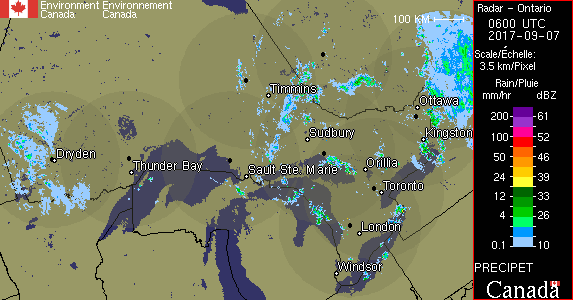 Environment Environnement
Canada Canada
100 KM
Radar - Ontario
0600 UTC
2017-09-07
Scale/Échelle:
3.5 km/Pixel
Rain/Pluie
mm/hr dBZ
200 61
100 52
50 46
24 39
12 33
4 26
0.1 10
PRECIPET
Canada
Timmins
Ottawa
Sudbury
Kingston
Dryden
Thunder Bay
Sault Ste. Marie
Orillia
Toronto
London
Windsor